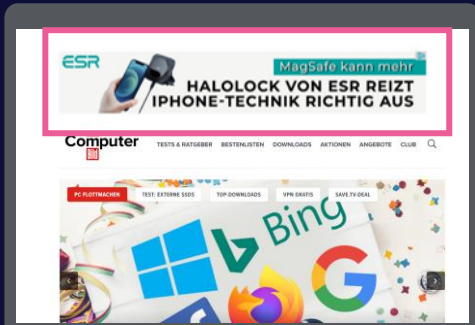 ESR
MagSafe kann mehr
HALOLOCK VON ESR REIZT
IPHONE-TECHNIK RICHTIG AUS
Computer
Bild
TESTS & RATGEBER BESTENLISTEN DOWNLOADS AKTIONEN ANGEBOTE CLUB
PC FLOTTMACHEN TEST: EXTERNE SSDS TOP-DOWNLOADS VPN GRATIS SAVE.TV-DEAL
Bing